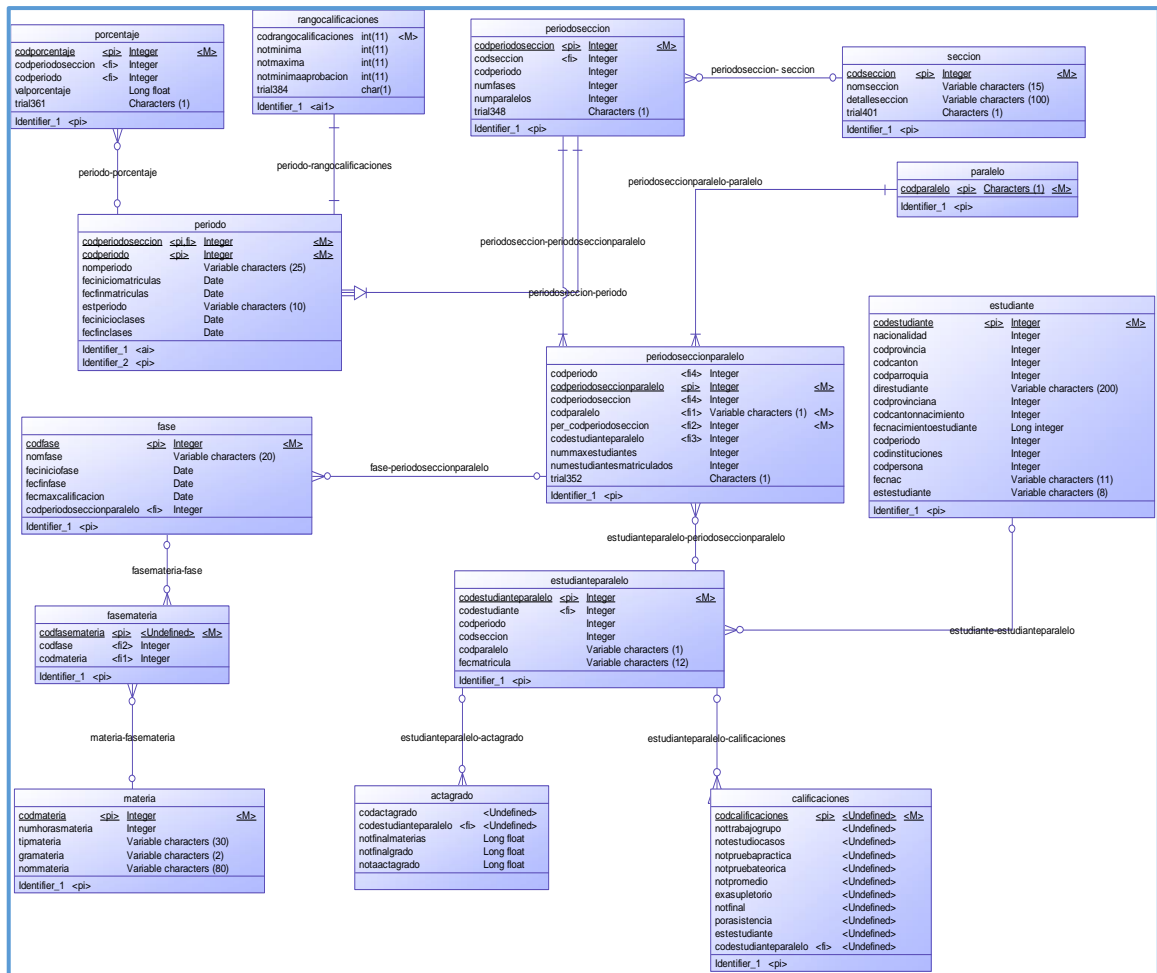 porcentaje
codporcentaje <pi> Integer <M>
codperiodoseccion <fi> Integer
codperiodo <fi> Integer
valporcentaje Long float
trial361 Characters (1)
Identifier_1 <pi>
rangocalificaciones
codrangocalificaciones int(11) <M>
notminima int(11)
notmaxima int(11)
notminimaaprobacion int(11)
trial384 char(1)
Identifier_1 <ai1>
periodoseccion
codperiodoseccion <pi> Integer <M>
codseccion <fi> Integer
codperiodo Integer
numfases Integer
numparalelos Integer
trial348 Characters (1)
Identifier_1 <pi>
periodoseccion- seccion
seccion
codseccion <pi> Integer <M>
nomseccion Variable characters (15)
detalleseccion Variable characters (100)
trial401 Characters (1)
Identifier_1 <pi>
periodo-porcentaje
periodo-rangocalificaciones
periodoseccionparalelo-paralelo
paralelo
codparalelo <pi> Characters (1) <M>
Identifier_1 <pi>
periodo
codperiodoseccion <pi,fi> Integer <M>
codperiodo <pi> Integer <M>
nomperiodo Variable characters (25)
feciniciomatriculas Date
fecfinmatriculas Date
estperiodo Variable characters (10)
fecinicioclases Date
fecfinclases Date
Identifier_1 <ai>
Identifier_2 <pi>
periodoseccion-periodoseccionparalelo
periodoseccion-periodo
estudiante
codestudiante <pi> Integer <M>
nacionalidad Integer
codprovincia Integer
codcanton Integer
codparroquia Integer
direstudiante Variable characters (200)
codprovinciana Integer
codcantonnacimiento Integer
fecnacimientoestudiante Long integer
codperiodo Integer
codinstituciones Integer
codpersona Integer
fecnac Variable characters (11)
estestudiante Variable characters (8)
Identifier_1 <pi>
periodoseccionparalelo
codperiodo <fi4> Integer
codperiodoseccionparalelo <pi> Integer <M>
codperiodoseccion <fi4> Integer
codparalelo <fi1> Variable characters (1) <M>
per_codperiodoseccion <fi2> Integer <M>
codestudianteparalelo <fi3> Integer
nummaxestudiantes Integer
numestudiantesmatriculados Integer
trial352 Characters (1)
Identifier_1 <pi>
fase
codfase <pi> Integer <M>
nomfase Variable characters (20)
feciniciofase Date
fecfinfase Date
fecmaxcalificacion Date
codperiodoseccionparalelo <fi> Integer
Identifier_1 <pi>
fase-periodoseccionparalelo
estudianteparalelo-periodoseccionparalelo
fasemateria-fase
estudianteparalelo
codestudianteparalelo <pi> Integer <M>
codestudiante <fi> Integer
codperiodo Integer
codseccion Integer
codparalelo Variable characters (1)
fecmatricula Variable characters (12)
Identifier_1 <pi>
estudiante-estudianteparalelo
fasemateria
codfasemateria <pi> <Undefined> <M>
codfase <fi2> Integer
codmateria <fi1> Integer
Identifier_1 <pi>
materia-fasemateria
estudianteparalelo-actagrado
estudianteparalelo-calificaciones
materia
codmateria <pi> Integer <M>
numhorasmateria Integer
tipmateria Variable characters (30)
gramateria Variable characters (2)
nommateria Variable characters (80)
Identifier_1 <pi>
actagrado
codactagrado <Undefined>
codestudianteparalelo <fi> <Undefined>
notfinalmaterias Long float
notfinalgrado Long float
notaactagrado Long float
calificaciones
codcalificaciones <pi> <Undefined> <M>
nottrabajogrupo <Undefined>
notestudiocasos <Undefined>
notpruebapractica <Undefined>
notpruebateorica <Undefined>
notpromedio <Undefined>
exasupletorio <Undefined>
notfinal <Undefined>
porasistencia <Undefined>
estestudiante <Undefined>
codestudianteparalelo <fi> <Undefined>
Identifier_1 <pi>